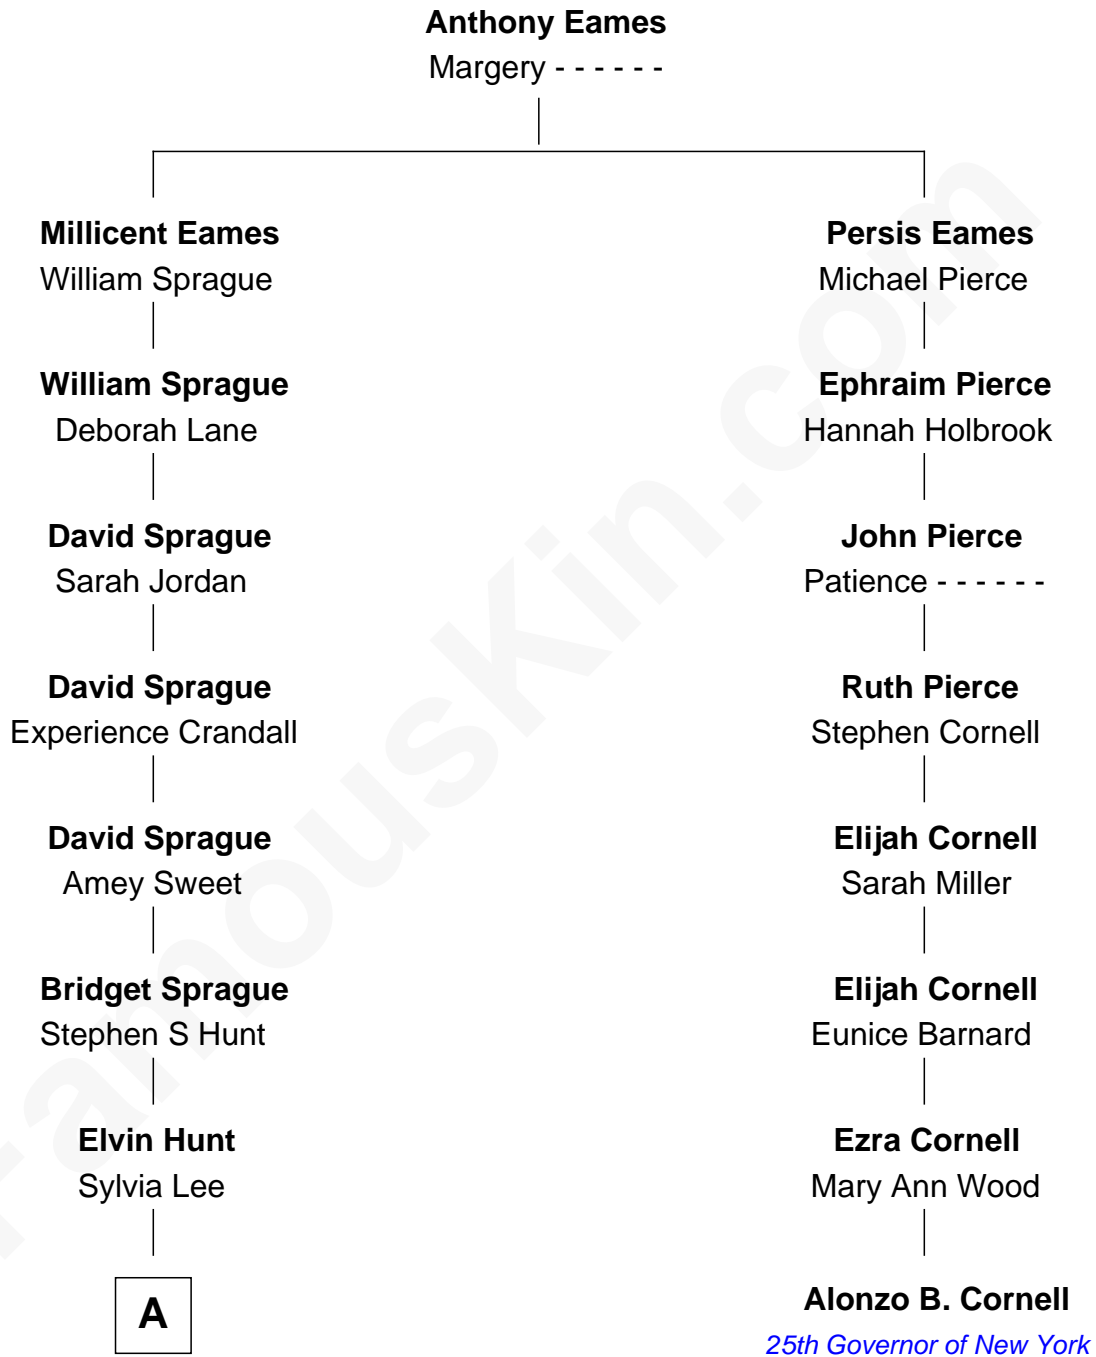 Anthony Eames
Margery - - - - - -
Millicent Eames
William Sprague
Persis Eames
Michael Pierce
William Sprague
Deborah Lane
Ephraim Pierce
Hannah Holbrook
David Sprague
Sarah Jordan
John Pierce
Patience - - - - - -
David Sprague
Experience Crandall
Ruth Pierce
Stephen Cornell
David Sprague
Amey Sweet
Elijah Cornell
Sarah Miller
Bridget Sprague
Stephen S Hunt
Elijah Cornell
Eunice Barnard
Elvin Hunt
Sylvia Lee
Ezra Cornell
Mary Ann Wood
A
Alonzo B. Cornell
25th Governor of New York
FamousKin.com